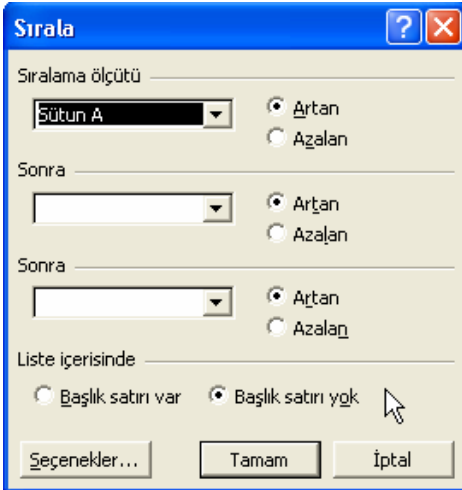 Sırala
Sıralama ölçütü
Sütun A
Artan
Azalan
Sonra
Artan
Azalan
Sonra
Artan
Azalan
Liste içerisinde
Başlık satırı var Başlık satırı yok
Seçenekler... Tamam İptal